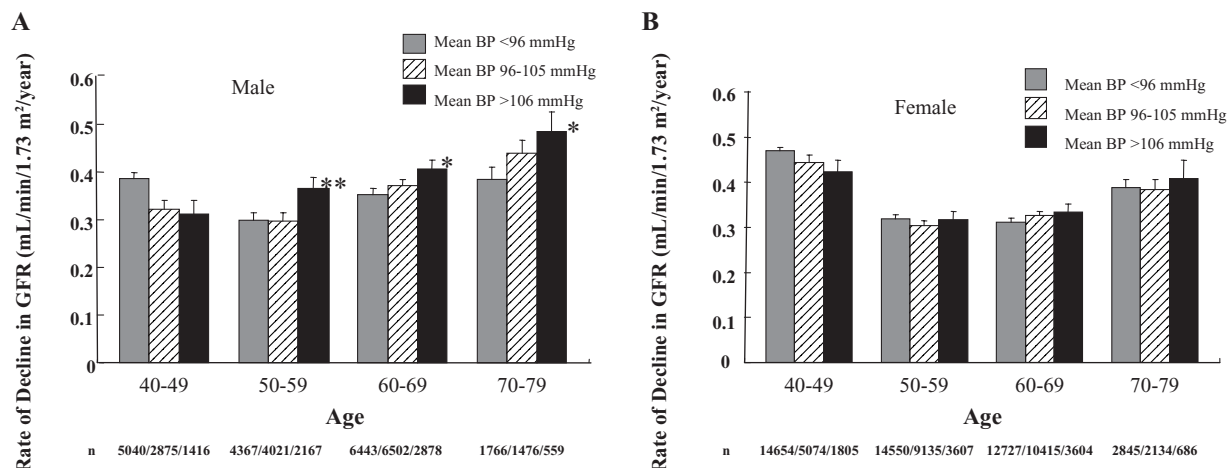 A
Rate of Decline in GFR (mL/min/1.73 m²/year)
Mean BP <96 mmHg
Mean BP 96-105 mmHg
Mean BP >106 mmHg
Male
0.6
0.5
0.4
0.3
0.2
0.1
0
**
*
*
40-49 50-59 60-69 70-79
Age
n 5040/2875/1416 4367/4021/2167 6443/6502/2878 1766/1476/559
B
Rate of Decline in GFR (mL/min/1.73 m²/year)
Mean BP <96 mmHg
Mean BP 96-105 mmHg
Mean BP >106 mmHg
Female
0.6
0.5
0.4
0.3
0.2
0.1
0
40-49 50-59 60-69 70-79
Age
n 14654/5074/1805 14550/9135/3607 12727/10415/3604 2845/2134/686